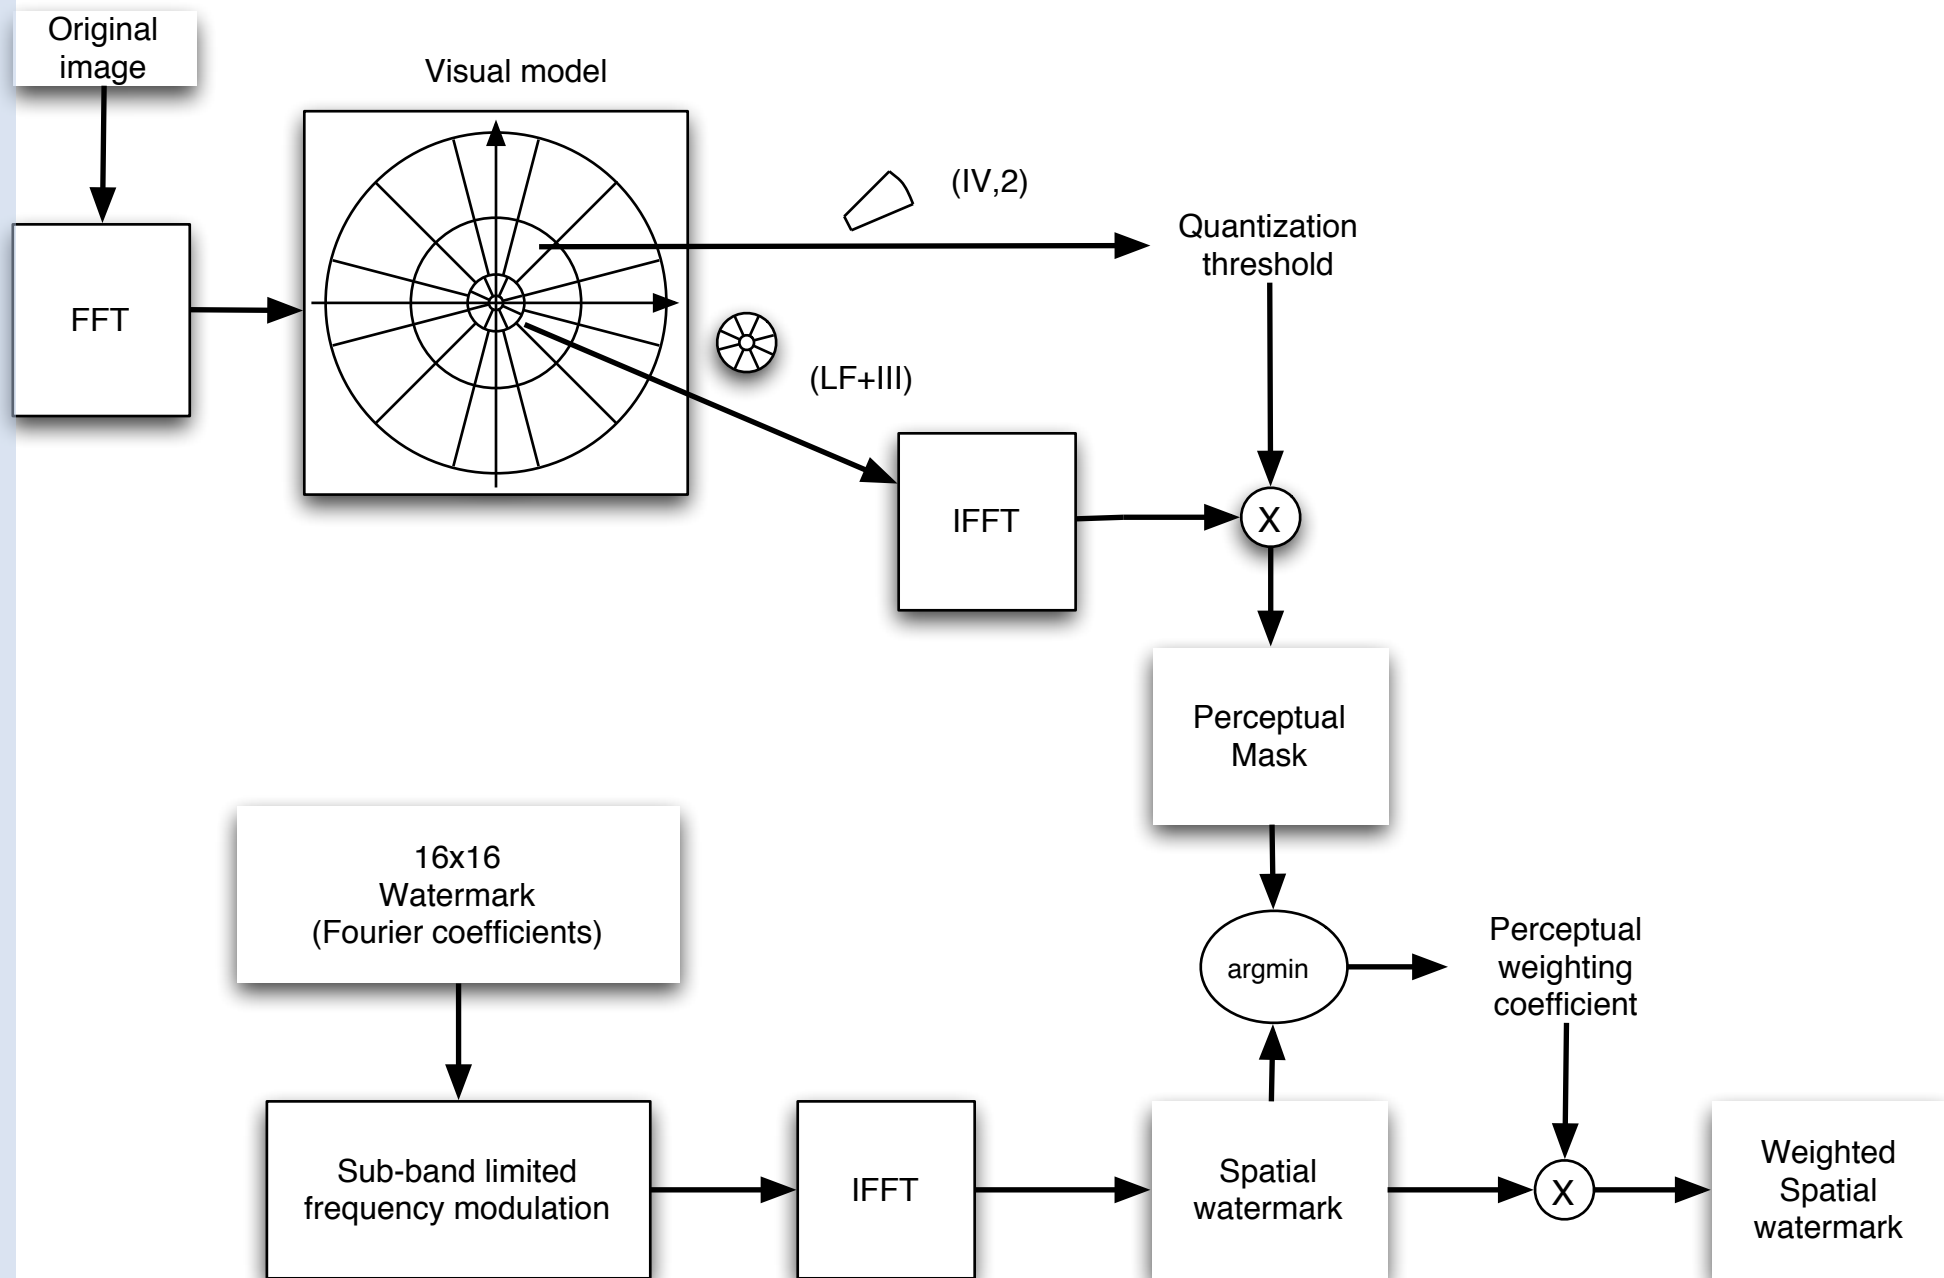 Original
image
Visual model
(IV,2)
Quantization
threshold
FFT
(LF+III)
IFFT
X
Perceptual
Mask
16x16
Watermark
(Fourier coefficients)
argmin
Perceptual
weighting
coefficient
Sub-band limited
frequency modulation
IFFT
Spatial
watermark
X
Weighted
Spatial
watermark